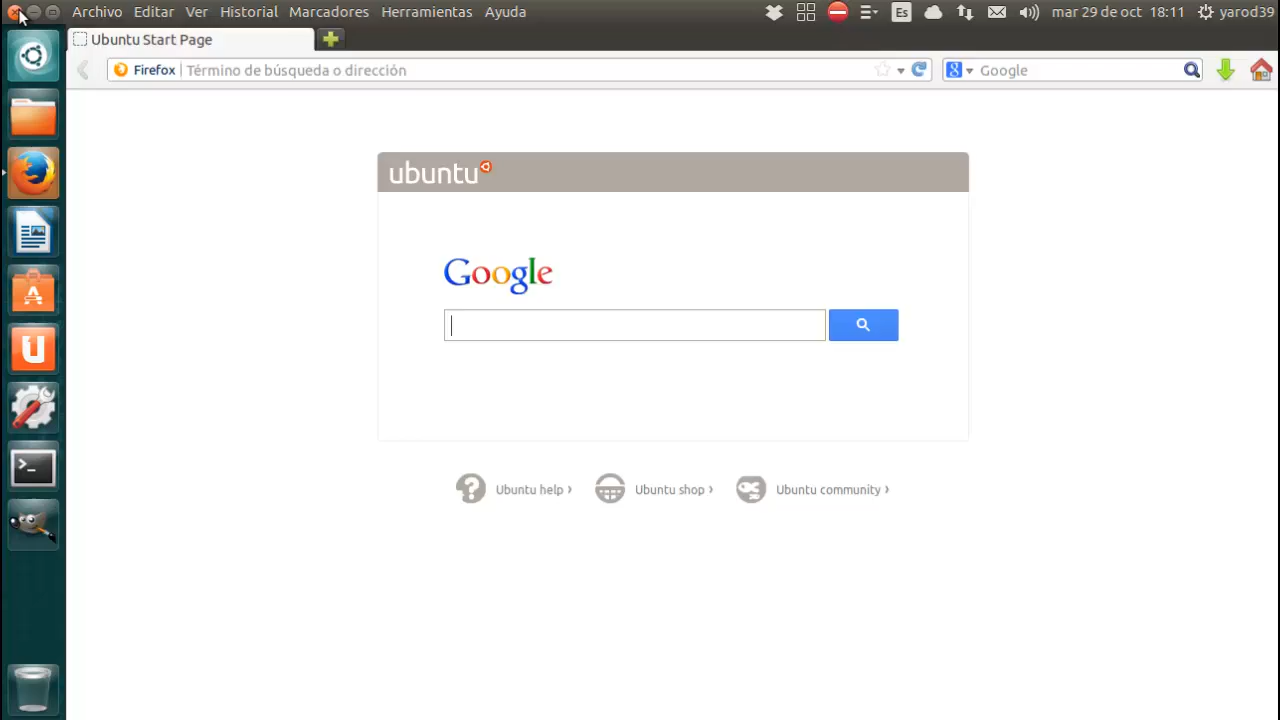 Archivo Editar Ver Historial Marcadores Herramientas Ayuda Es mar 29 de oct 18:11 yarod39
Ubuntu Start Page
Firefox Término de búsqueda o dirección Google
ubuntu
Google
Ubuntu help › Ubuntu shop › Ubuntu community ›